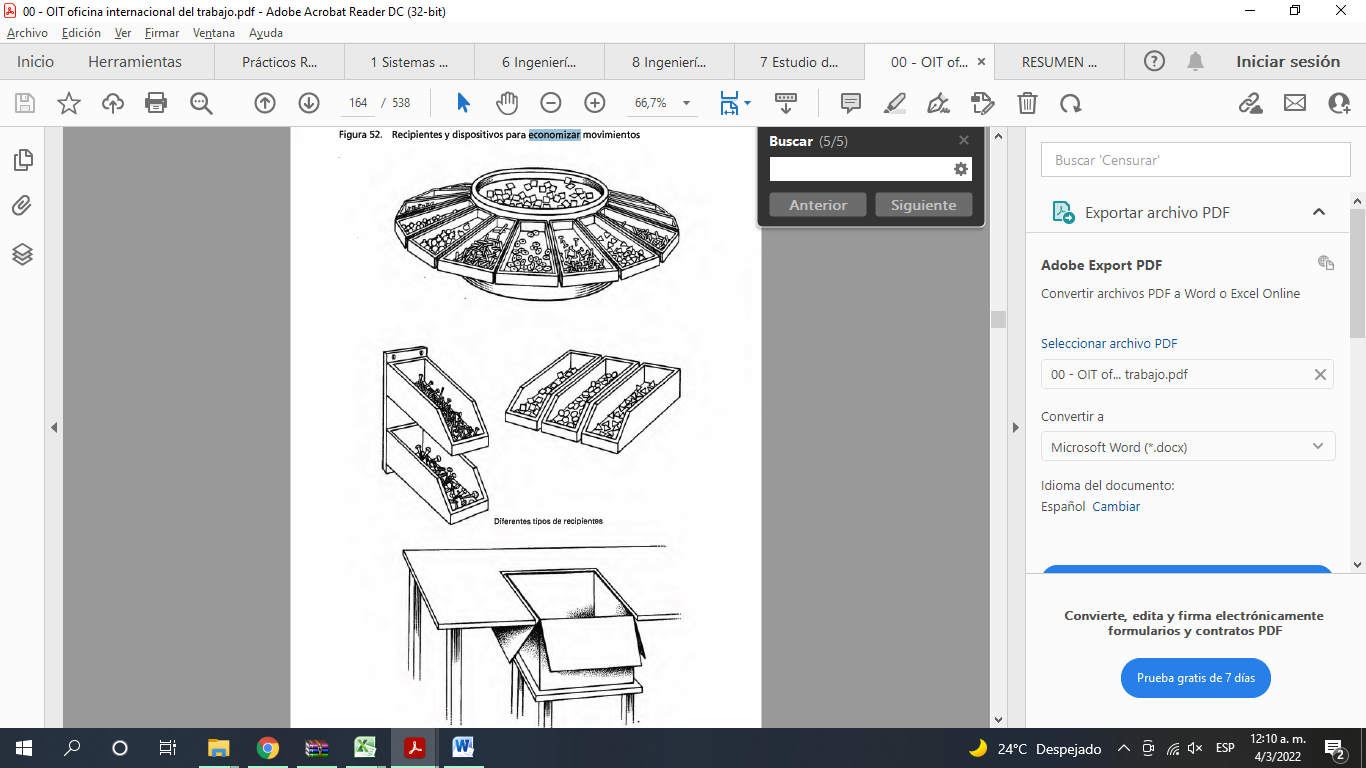 00 - OIT oficina internacional del trabajo.pdf - Adobe Acrobat Reader DC (32-bit)
Archivo Edición Ver Firmar Ventana Ayuda
Inicio Herramientas Prácticos R... 1 Sistemas ... 6 Ingenierí... 8 Ingenierí... 7 Estudio d... 00 - OIT of... × RESUMEN ... Iniciar sesión
164 / 538 66,7%
Figura 52. Recipientes y dispositivos para economizar movimientos
Diferentes tipos de recipientes
Buscar (5/5)
Anterior Siguiente
Buscar 'Censurar'
Exportar archivo PDF
Adobe Export PDF
Convertir archivos PDF a Word o Excel Online
Seleccionar archivo PDF
00 - OIT of... trabajo.pdf
Convertir a
Microsoft Word (*.docx)
Idioma del documento:
Español Cambiar
Convierte, edita y firma electrónicamente
formularios y contratos PDF
Prueba gratis de 7 días
24°C Despejado ESP 12:10 a. m.
4/3/2022
2